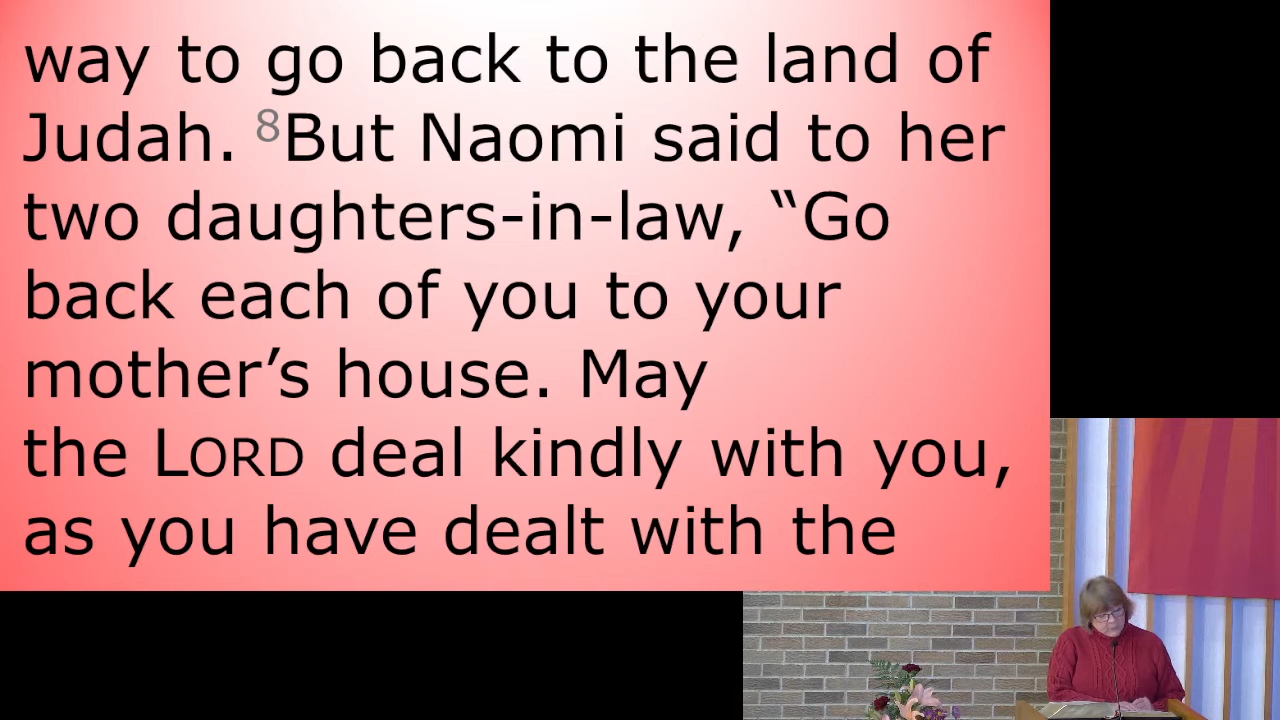 way to go back to the land of
Judah. 8But Naomi said to her
two daughters-in-law, “Go
back each of you to your
mother’s house. May
the LORD deal kindly with you,
as you have dealt with the